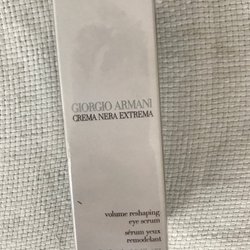 GIORGIO ARMANI
CREMA NERA EXTREMA
volume reshaping
eye serum
sérum yeux
remodelant